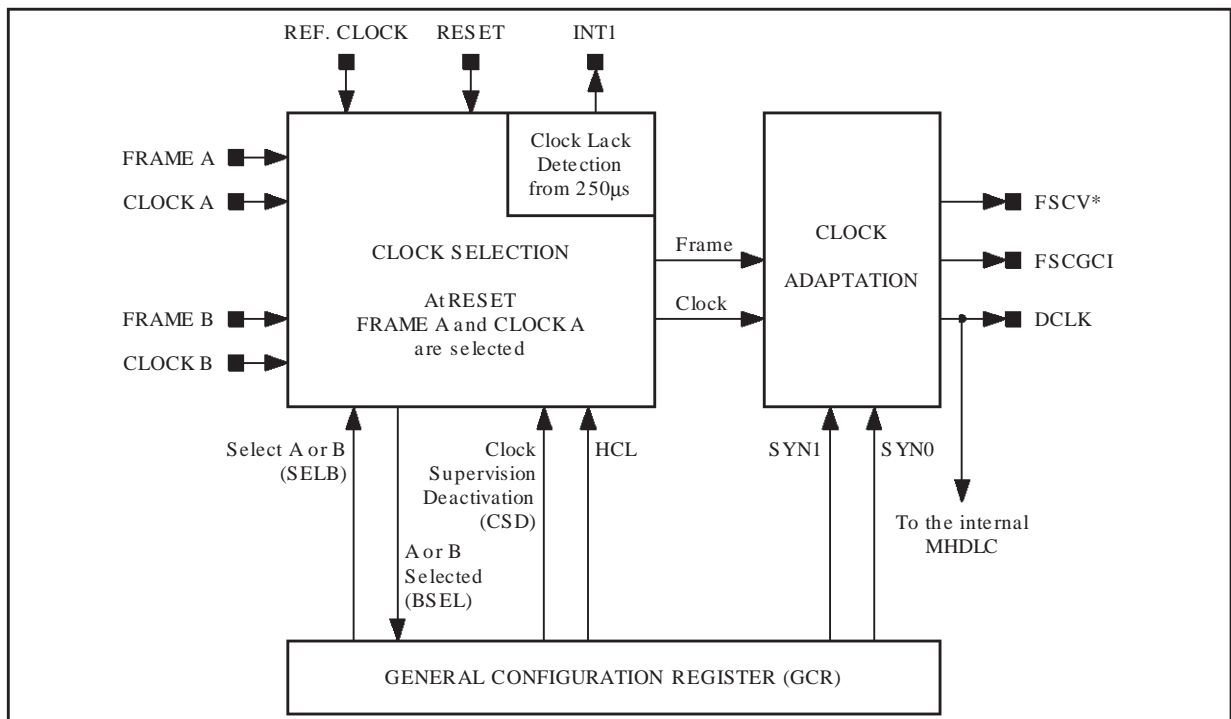 REF. CLOCK
RESET
INT1
FRAME A
CLOCK A
FRAME B
CLOCK B
Clock Lack
Detection
from 250µs
CLOCK SELECTION
At RESET
FRAME A and CLOCK A
are selected
Frame
Clock
CLOCK
ADAPTATION
FSCV*
FSCGCI
DCLK
Select A or B
(SELB)
A or B
Selected
(BSEL)
Clock
Supervision
Deactivation
(CSD)
HCL
SYN1
SYN0
To the internal
MHDLC
GENERAL CONFIGURATION REGISTER (GCR)